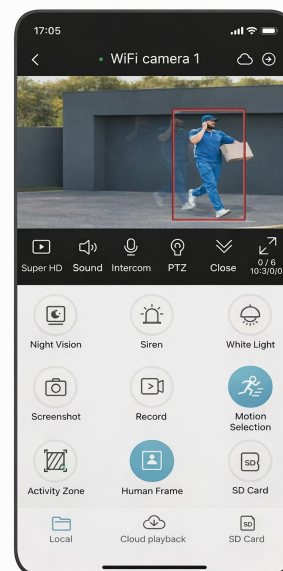 17:05
WiFi camera 1
Super HD
Sound
Intercom
PTZ
Close
0 / 6
10:3/0/0
Night Vision
Siren
White Light
Screenshot
Record
Motion
Selection
Activity Zone
Human Frame
SD
SD Card
Local
Cloud playback
SD
SD Card